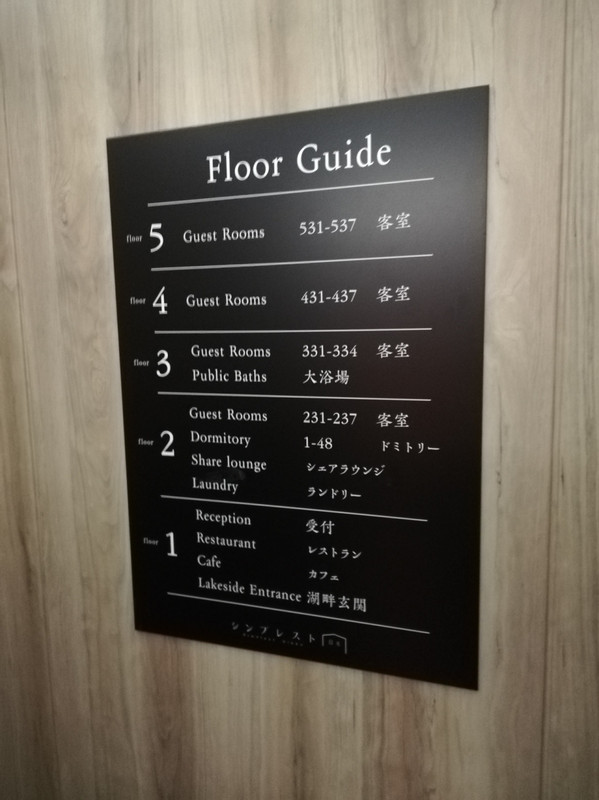 Floor Guide
floor 5 Guest Rooms 531-537 客室
floor 4 Guest Rooms 431-437 客室
floor 3 Guest Rooms 331-334 客室
Public Baths 大浴場
floor 2 Guest Rooms 231-237 客室
Dormitory 1-48 ドミトリー
Share lounge シェアラウンジ
Laundry ランドリー
floor 1 Reception 受付
Restaurant レストラン
Cafe カフェ
Lakeside Entrance 湖畔玄関
シンプレスト